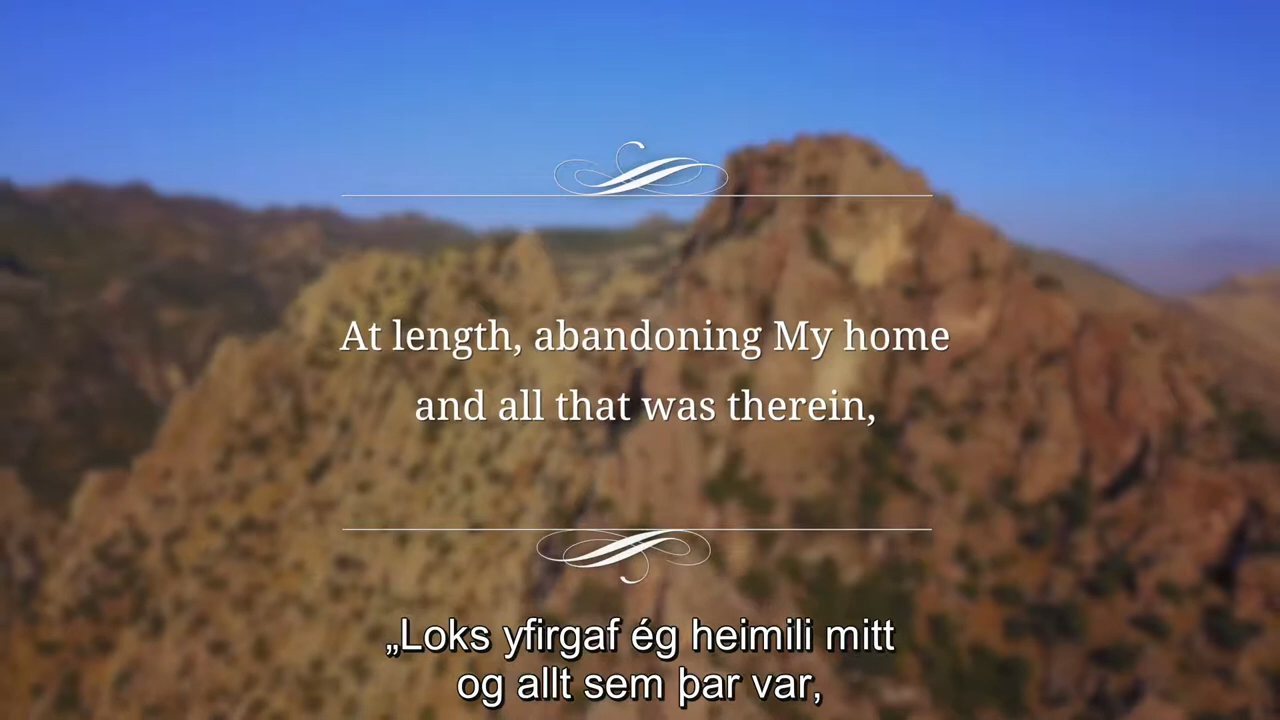 At length, abandoning My home
and all that was therein,
„Loks yfirgaf ég heimili mitt
og allt sem þar var,